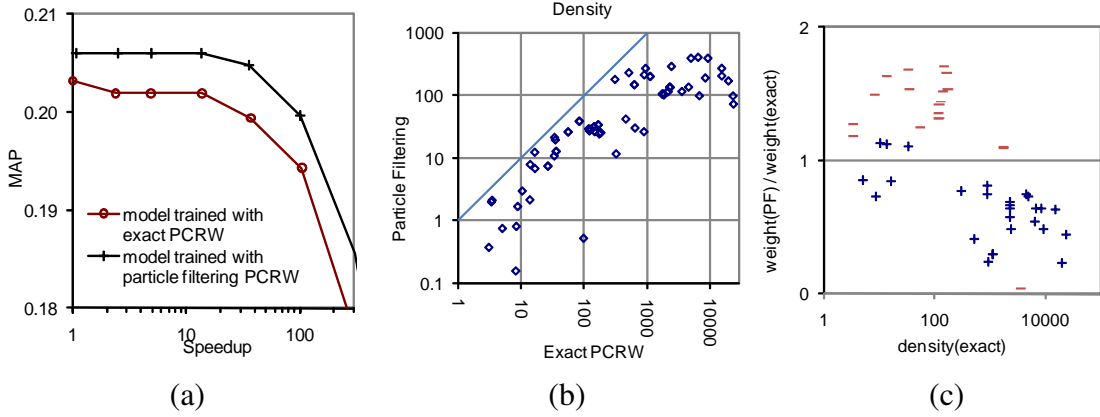 0.21
0.20
0.19
0.18
MAP
model trained with
exact PCRW
model trained with
particle filtering PCRW
1
10
100
Speedup
(a)
Density
1000
100
10
1
0.1
Particle Filtering
1
10
100
1000
10000
Exact PCRW
(b)
2
1
0
weight(PF) / weight(exact)
1
100
10000
density(exact)
(c)